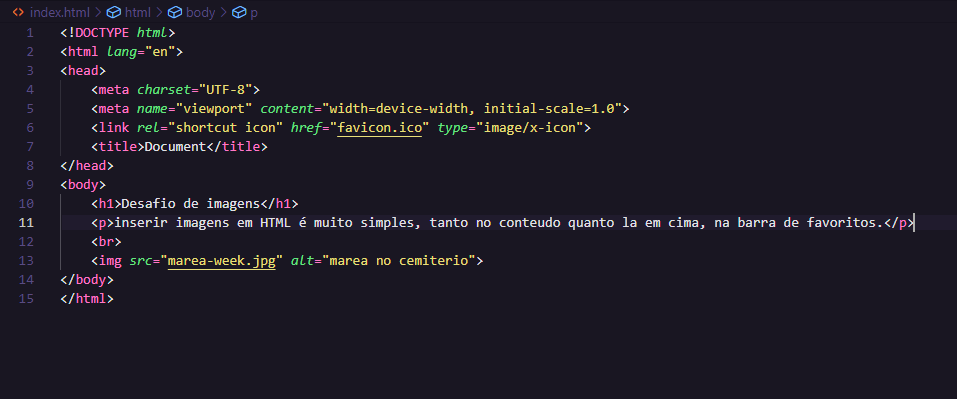 index.html > html > body > p
1 <!DOCTYPE html>
2 <html lang="en">
3 <head>
4     <meta charset="UTF-8">
5     <meta name="viewport" content="width=device-width, initial-scale=1.0">
6     <link rel="shortcut icon" href="favicon.ico" type="image/x-icon">
7     <title>Document</title>
8 </head>
9 <body>
10     <h1>Desafio de imagens</h1>
11     <p>inserir imagens em HTML é muito simples, tanto no conteudo quanto la em cima, na barra de favoritos.</p>
12     <br>
13     <img src="marea-week.jpg" alt="marea no cemiterio">
14 </body>
15 </html>